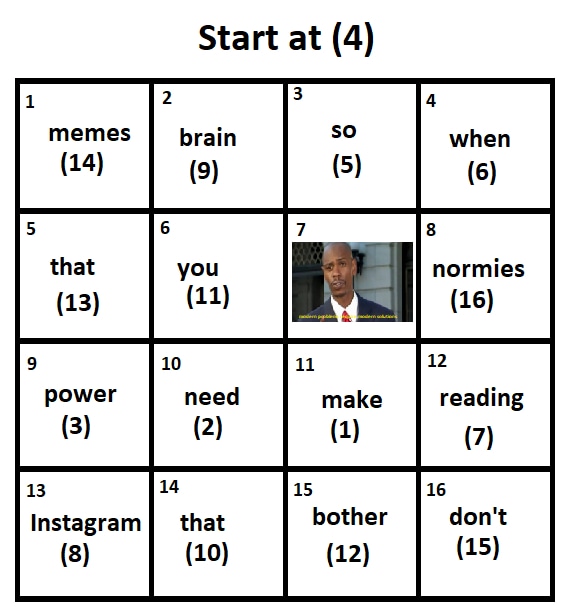 Start at (4)
1
memes
(14)
2
brain
(9)
3
so
(5)
4
when
(6)
5
that
(13)
6
you
(11)
7
modern problems modern solutions
8
normies
(16)
9
power
(3)
10
need
(2)
11
make
(1)
12
reading
(7)
13
Instagram
(8)
14
that
(10)
15
bother
(12)
16
don't
(15)